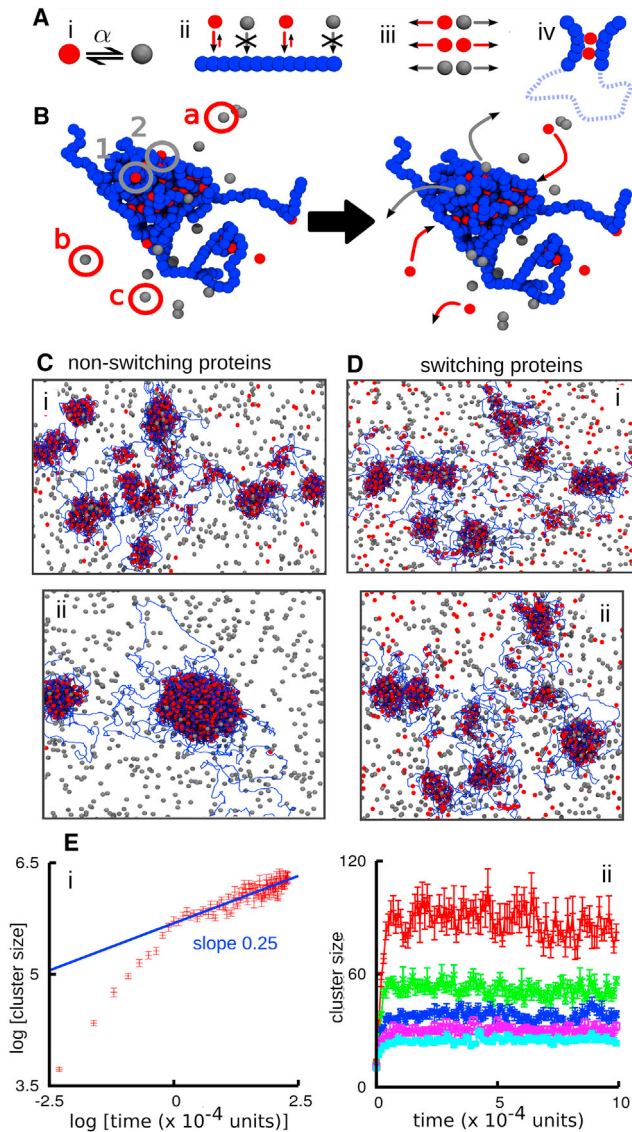 A
i
α
ii
iii
iv
B
1
2
a
b
c
C
non-switching proteins
i
ii
D
switching proteins
i
ii
E
i
6.5
5
3.5
log [cluster size]
slope 0.25
-2.5
0
2.5
log [time (x 10⁻⁴ units)]
ii
120
60
0
cluster size
0
5
10
time (x 10⁻⁴ units)